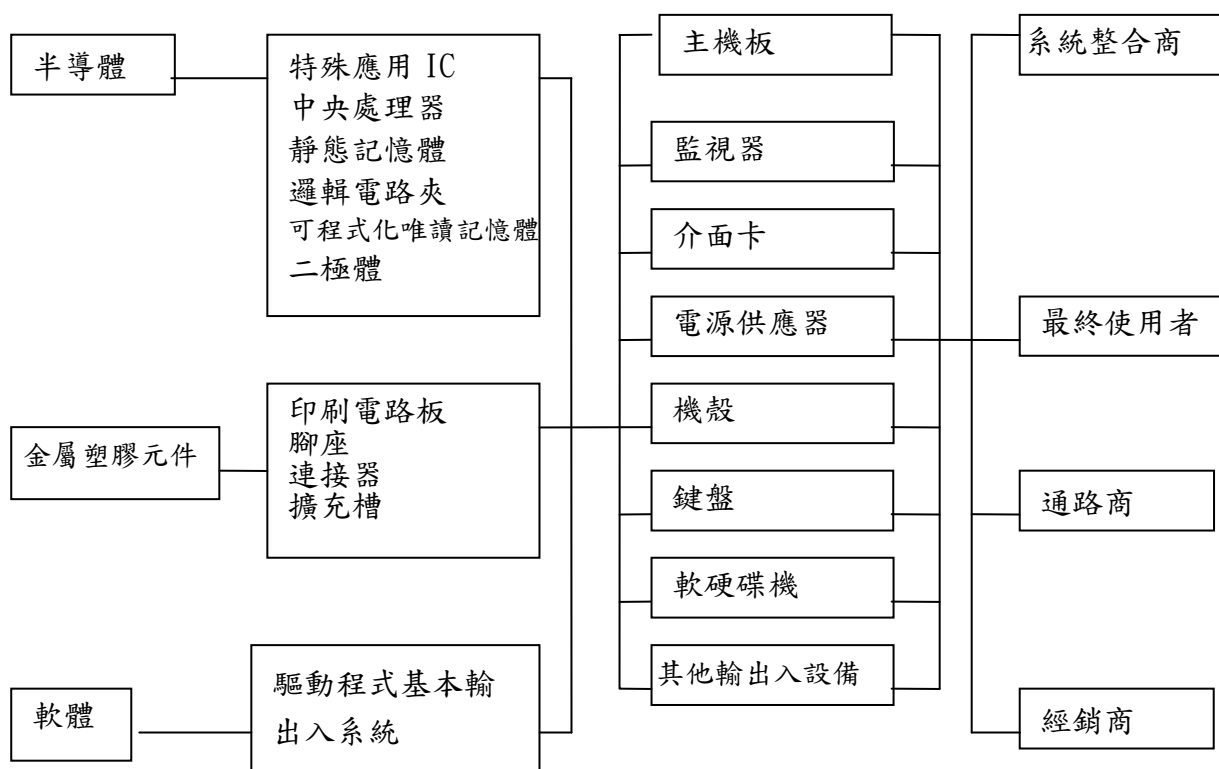 半導體
特殊應用 IC
中央處理器
靜態記憶體
邏輯電路夾
可程式化唯讀記憶體
二極體
金屬塑膠元件
印刷電路板
腳座
連接器
擴充槽
軟體
驅動程式基本輸
出入系統
主機板
監視器
介面卡
電源供應器
機殼
鍵盤
軟硬碟機
其他輸出入設備
系統整合商
最終使用者
通路商
經銷商